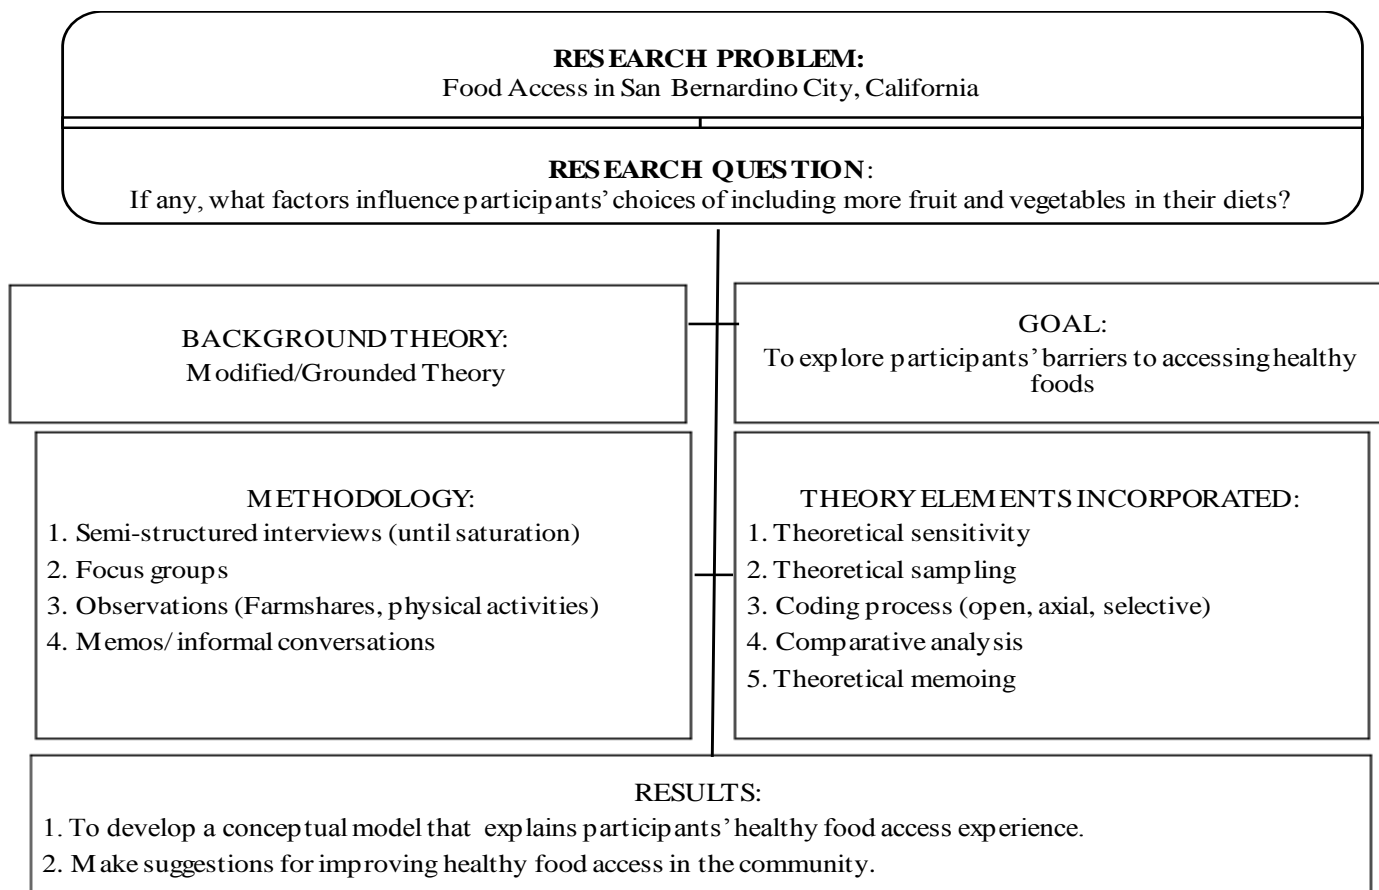 RESEARCH PROBLEM:
Food Access in San Bernardino City, California
RESEARCH QUESTION:
If any, what factors influence participants' choices of including more fruit and vegetables in their diets?
BACKGROUND THEORY:
Modified/Grounded Theory
GOAL:
To explore participants' barriers to accessing healthy
foods
METHODOLOGY:
1. Semi-structured interviews (until saturation)
2. Focus groups
3. Observations (Farmshares, physical activities)
4. Memos/ informal conversations
THEORY ELEMENTS INCORPORATED:
1. Theoretical sensitivity
2. Theoretical sampling
3. Coding process (open, axial, selective)
4. Comparative analysis
5. Theoretical memoing
RESULTS:
1. To develop a conceptual model that explains participants' healthy food access experience.
2. Make suggestions for improving healthy food access in the community.